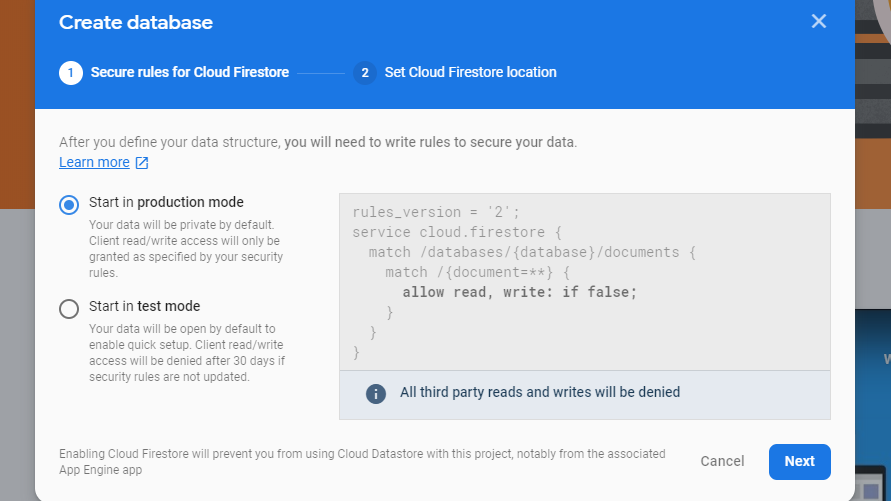 Create database
1 Secure rules for Cloud Firestore 2 Set Cloud Firestore location
After you define your data structure, you will need to write rules to secure your data.
Learn more
Start in production mode
Your data will be private by default.
Client read/write access will only be
granted as specified by your security
rules.
Start in test mode
Your data will be open by default to
enable quick setup. Client read/write
access will be denied after 30 days if
security rules are not updated.
rules_version = '2';
service cloud.firestore {
match /databases/{database}/documents {
match /{document=**} {
allow read, write: if false;
}
}
}
All third party reads and writes will be denied
Enabling Cloud Firestore will prevent you from using Cloud Datastore with this project, notably from the associated
App Engine app
Cancel Next